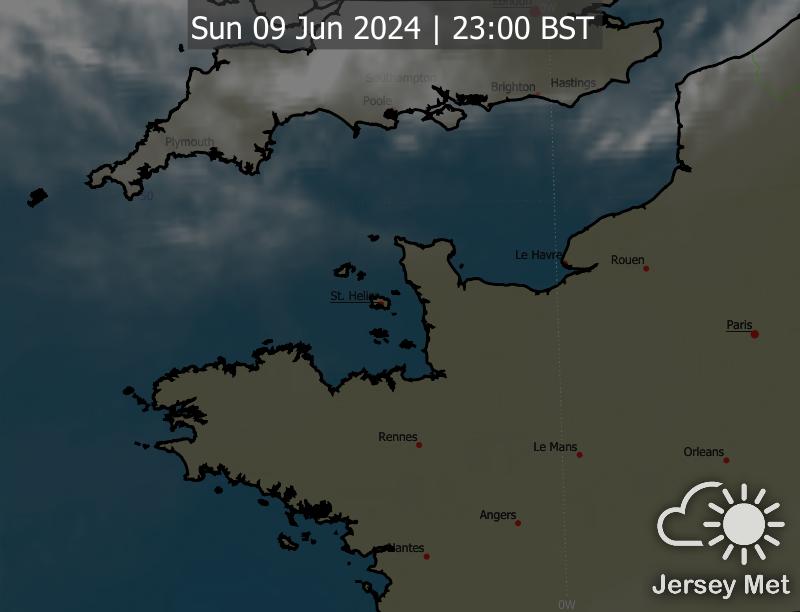 London
Sun 09 Jun 2024 | 23:00 BST
Southampton
Brighton
Hastings
Poole
Plymouth
50
Le Havre
Rouen
St. Helier
Paris
Rennes
Le Mans
Orleans
Angers
Nantes
Jersey Met
0W